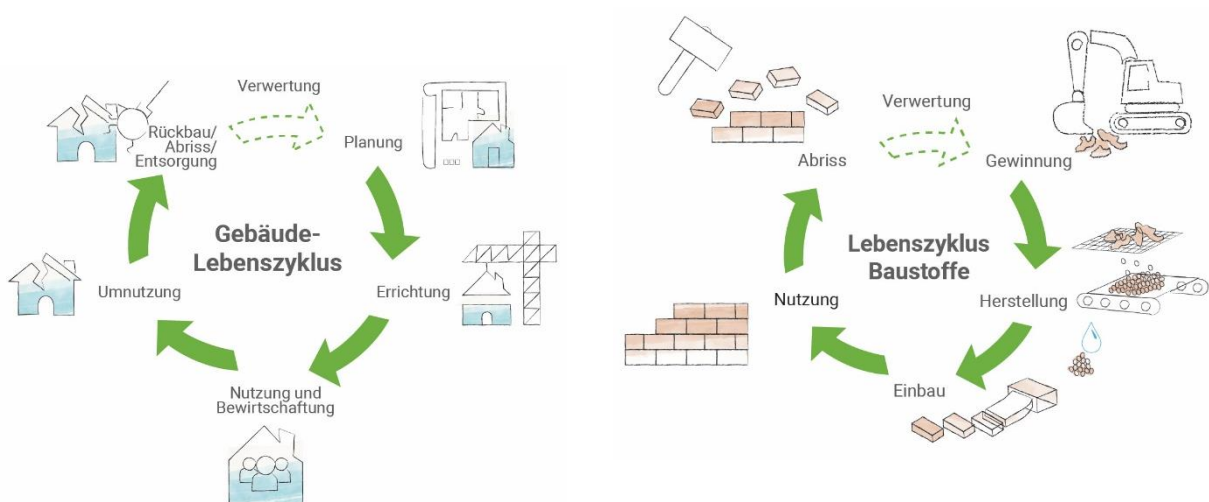 Verwertung
Rückbau/
Abriss/
Entsorgung
Planung
Gebäude-
Lebenszyklus
Umnutzung
Errichtung
Nutzung und
Bewirtschaftung
Verwertung
Abriss
Gewinnung
Lebenszyklus
Baustoffe
Nutzung
Herstellung
Einbau